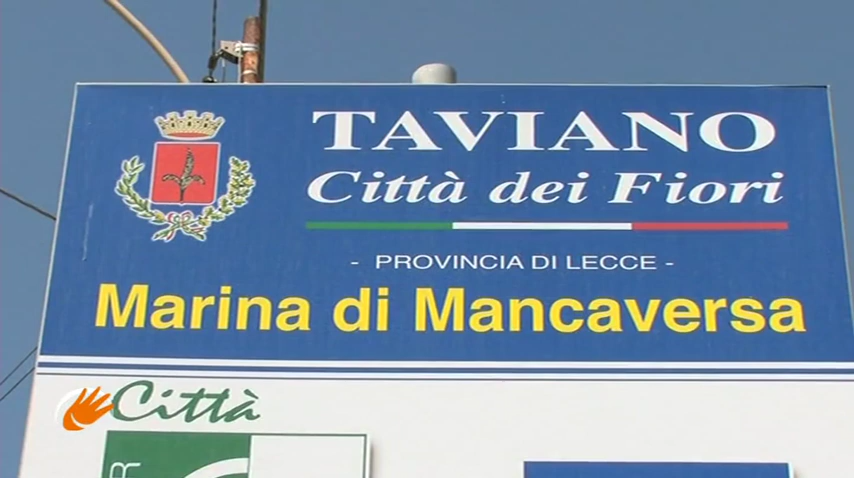 TAVIANO
Città dei Fiori
- PROVINCIA DI LECCE -
Marina di Mancaversa
Città
R